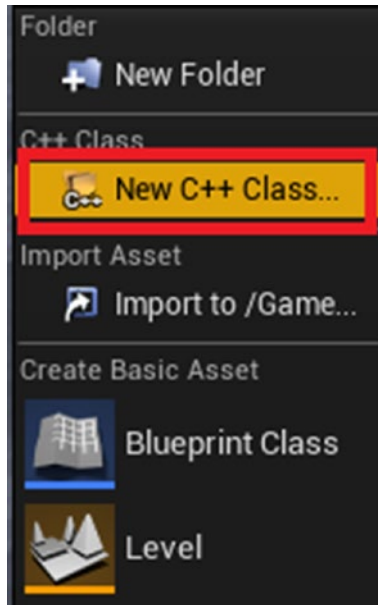 Folder
New Folder
C++ Class
C++
New C++ Class...
Import Asset
Import to /Game...
Create Basic Asset
Blueprint Class
Level